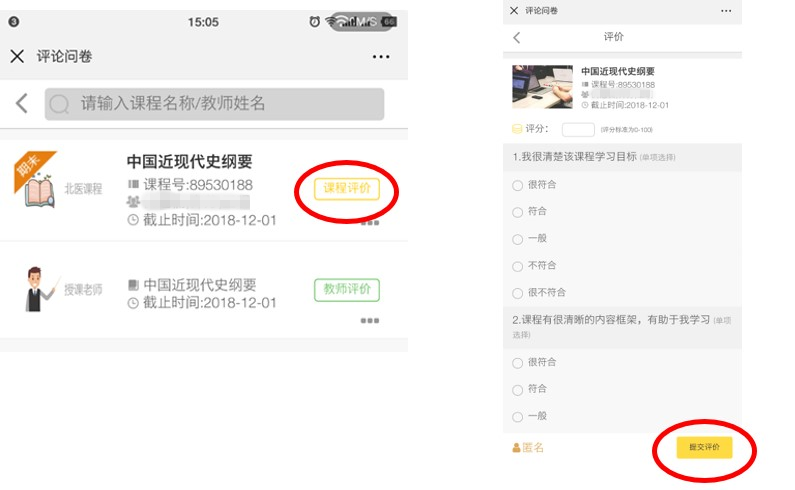 3
15:05
M/S
66
评论问卷
请输入课程名称/教师姓名
期末
北医课程
中国近现代史纲要
课程号:89530188
截止时间:2018-12-01
课程评价
授课老师
中国近现代史纲要
截止时间:2018-12-01
教师评价
评论问卷
评价
中国近现代史纲要
课程号:89530188
截止时间:2018-12-01
评分:
(评分标准为0-100)
1.我很清楚该课程学习目标 (单项选择)
很符合
符合
一般
不符合
很不符合
2.课程有很清晰的内容框架，有助于我学习 (单项
选择)
很符合
符合
一般
匿名
提交评价